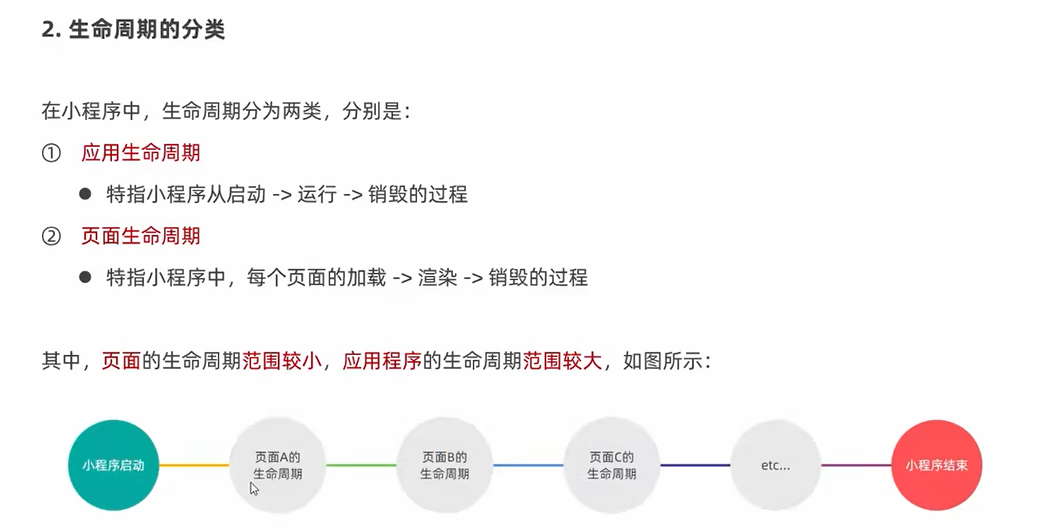 2. 生命周期的分类
在小程序中，生命周期分为两类，分别是：
① 应用生命周期
● 特指小程序从启动 -> 运行 -> 销毁的过程
② 页面生命周期
● 特指小程序中，每个页面的加载 -> 渲染 -> 销毁的过程
其中，页面的生命周期范围较小，应用程序的生命周期范围较大，如图所示：
小程序启动
页面A的
生命周期
页面B的
生命周期
页面C的
生命周期
etc...
小程序结束